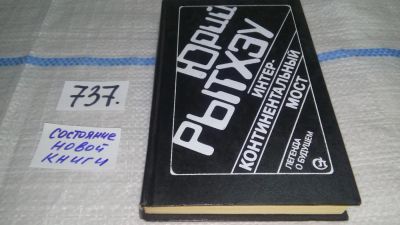 737.
СОСТОЯНИЕ
НОВОЙ
КНИГИ
ЮРИЙ
РЫТХЭУ
ИНТЕР-
КОНТИНЕНТАЛЬНЫЙ
МОСТ
ЛЕГЕНДА
О БУДУЩЕМ